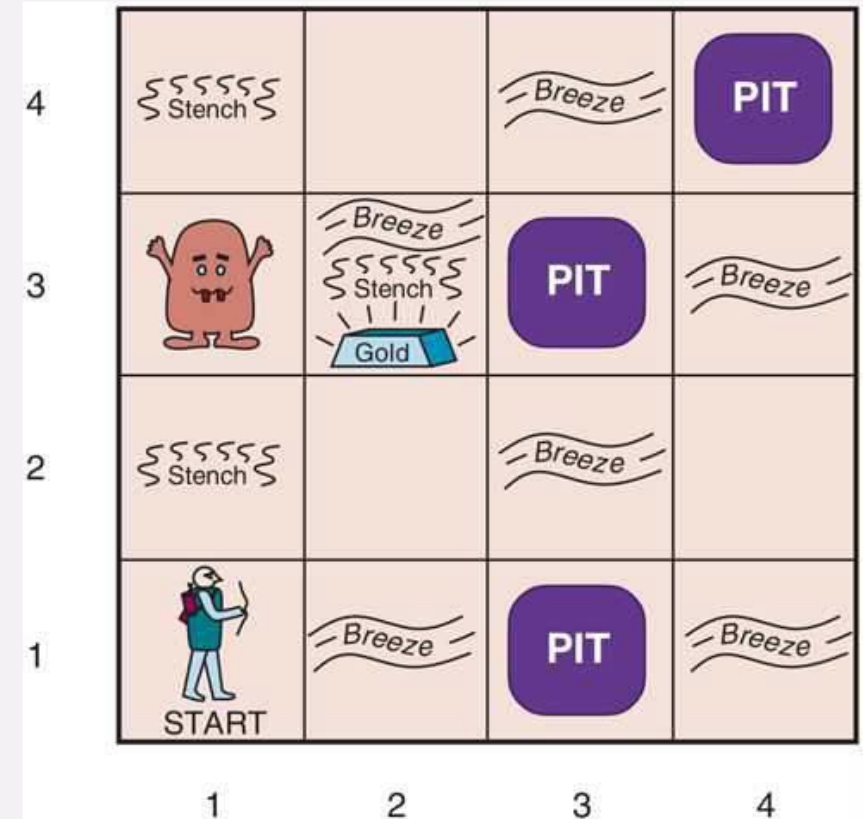 4
Stench
Breeze
PIT
3
Breeze
Stench
Gold
PIT
Breeze
2
Stench
Breeze
1
START
Breeze
PIT
Breeze
1 2 3 4